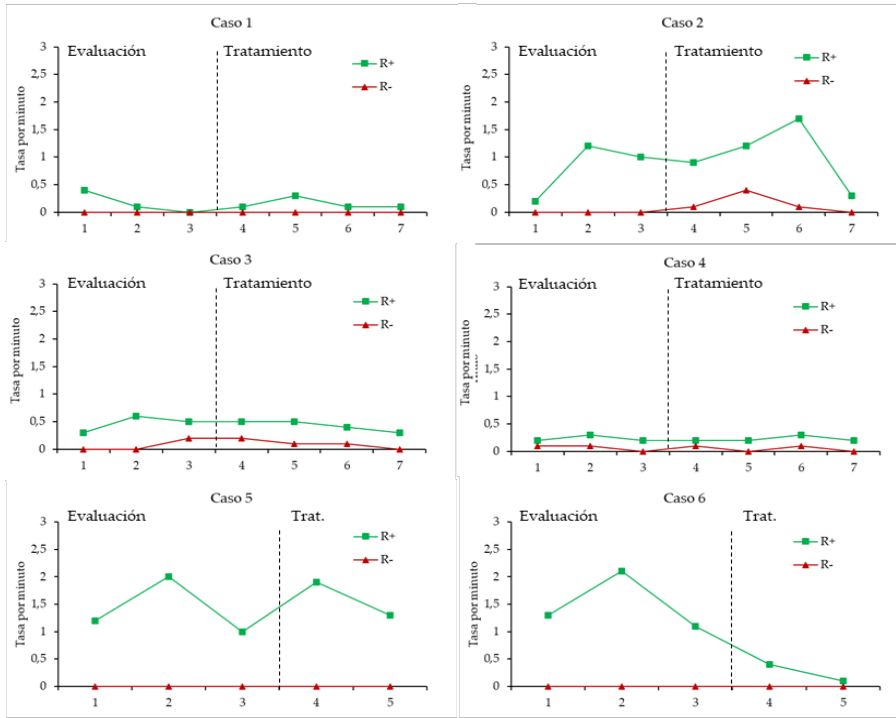 Caso 1
Evaluación Tratamiento
R+
R-
Tasa por minuto
3
2,5
2
1,5
1
0,5
0
1 2 3 4 5 6 7
Caso 2
Evaluación Tratamiento
R+
R-
Tasa por minuto
3
2,5
2
1,5
1
0,5
0
1 2 3 4 5 6 7
Caso 3
Evaluación Tratamiento
R+
R-
Tasa por minuto
3
2,5
2
1,5
1
0,5
0
1 2 3 4 5 6 7
Caso 4
Evaluación Tratamiento
R+
R-
Tasa por minuto
3
2,5
2
1,5
1
0,5
0
1 2 3 4 5 6 7
Caso 5
Evaluación Trat.
R+
R-
Tasa por minuto
3
2,5
2
1,5
1
0,5
0
1 2 3 4 5
Caso 6
Evaluación Trat.
R+
R-
Tasa por minuto
3
2,5
2
1,5
1
0,5
0
1 2 3 4 5